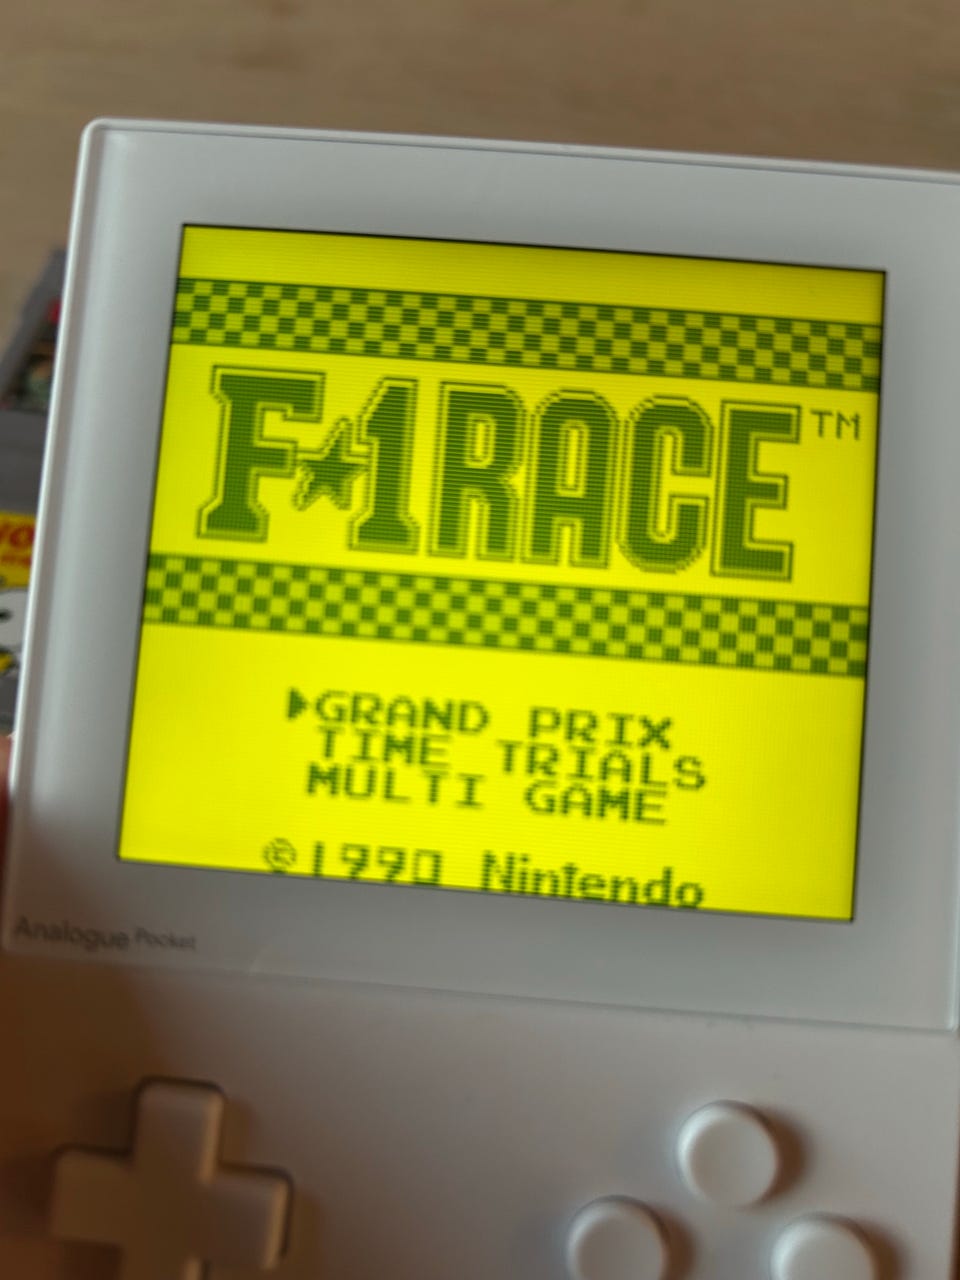 F★1 RACE™
▶GRAND PRIX
TIME TRIALS
MULTI GAME
©1990 Nintendo
Analogue Pocket